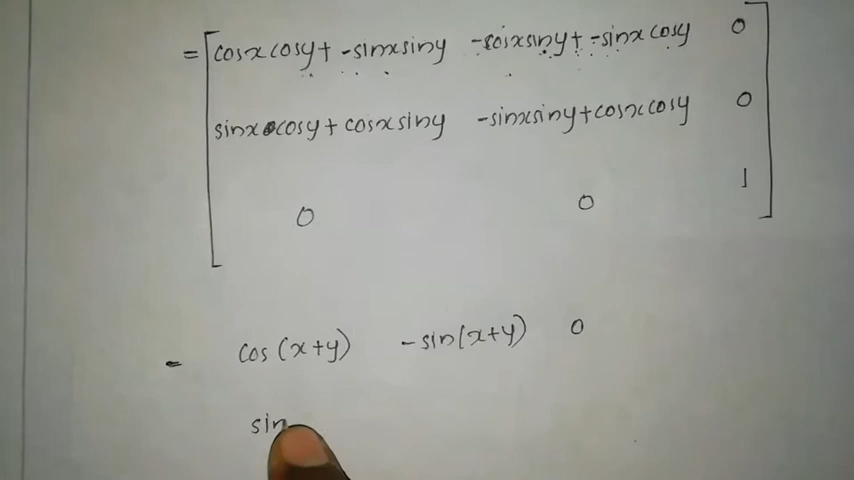 = cosx cosy + -sinx siny -cosx siny + -sinx cosy 0
sinx cosy + cosx siny -sinx siny + cosx cosy 0
0 0 1
= cos (x+y) -sin(x+y) 0
sin